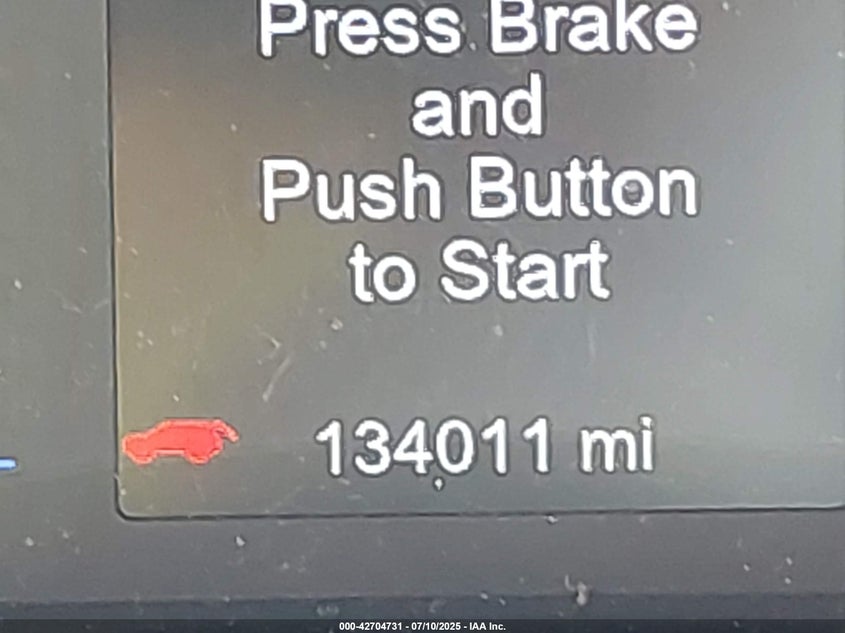 Press Brake
and
Push Button
to Start
134011 mi
000-42704731 - 07/10/2025 - IAA Inc.